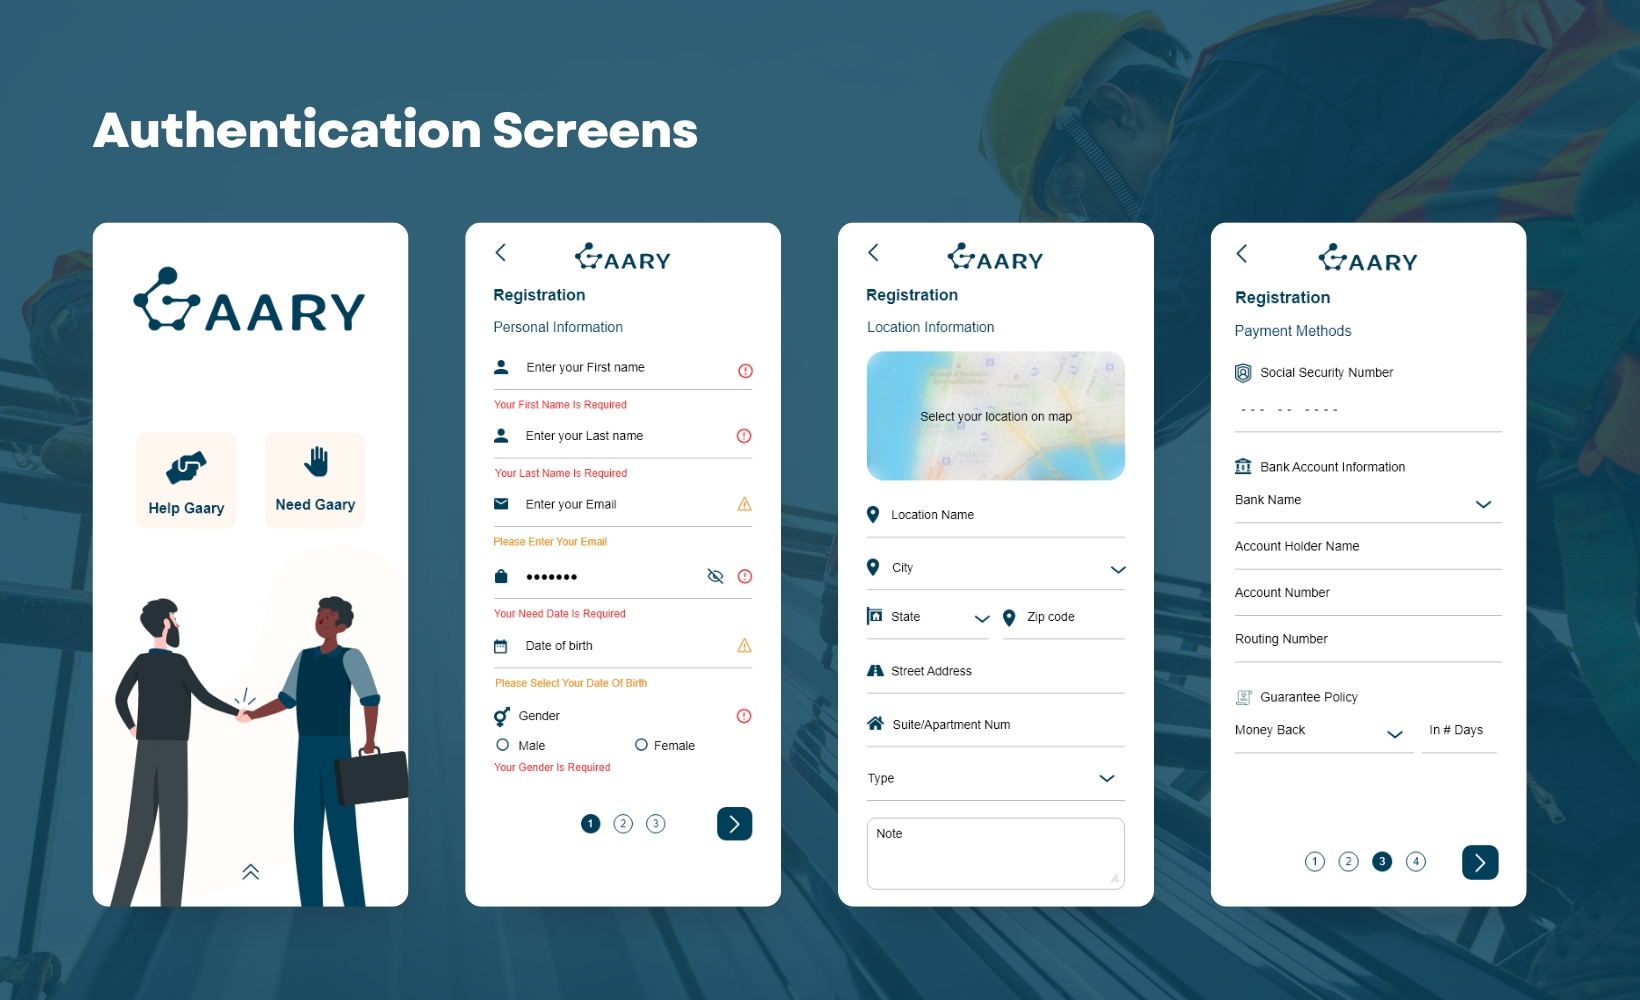 Authentication Screens
GAARY
Help Gaary
Need Gaary
GAARY
Registration
Personal Information
Enter your First name
Your First Name Is Required
Enter your Last name
Your Last Name Is Required
Enter your Email
Please Enter Your Email
•••••••
Your Need Date Is Required
Date of birth
Please Select Your Date Of Birth
Gender
Male Female
Your Gender Is Required
1 2 3
GAARY
Registration
Location Information
Select your location on map
Location Name
City
State Zip code
Street Address
Suite/Apartment Num
Type
Note
GAARY
Registration
Payment Methods
Social Security Number
--- -- ----
Bank Account Information
Bank Name
Account Holder Name
Account Number
Routing Number
Guarantee Policy
Money Back In # Days
1 2 3 4